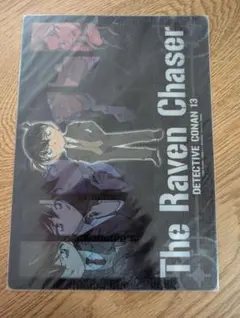 The Raven Chaser
DETECTIVE CONAN 13